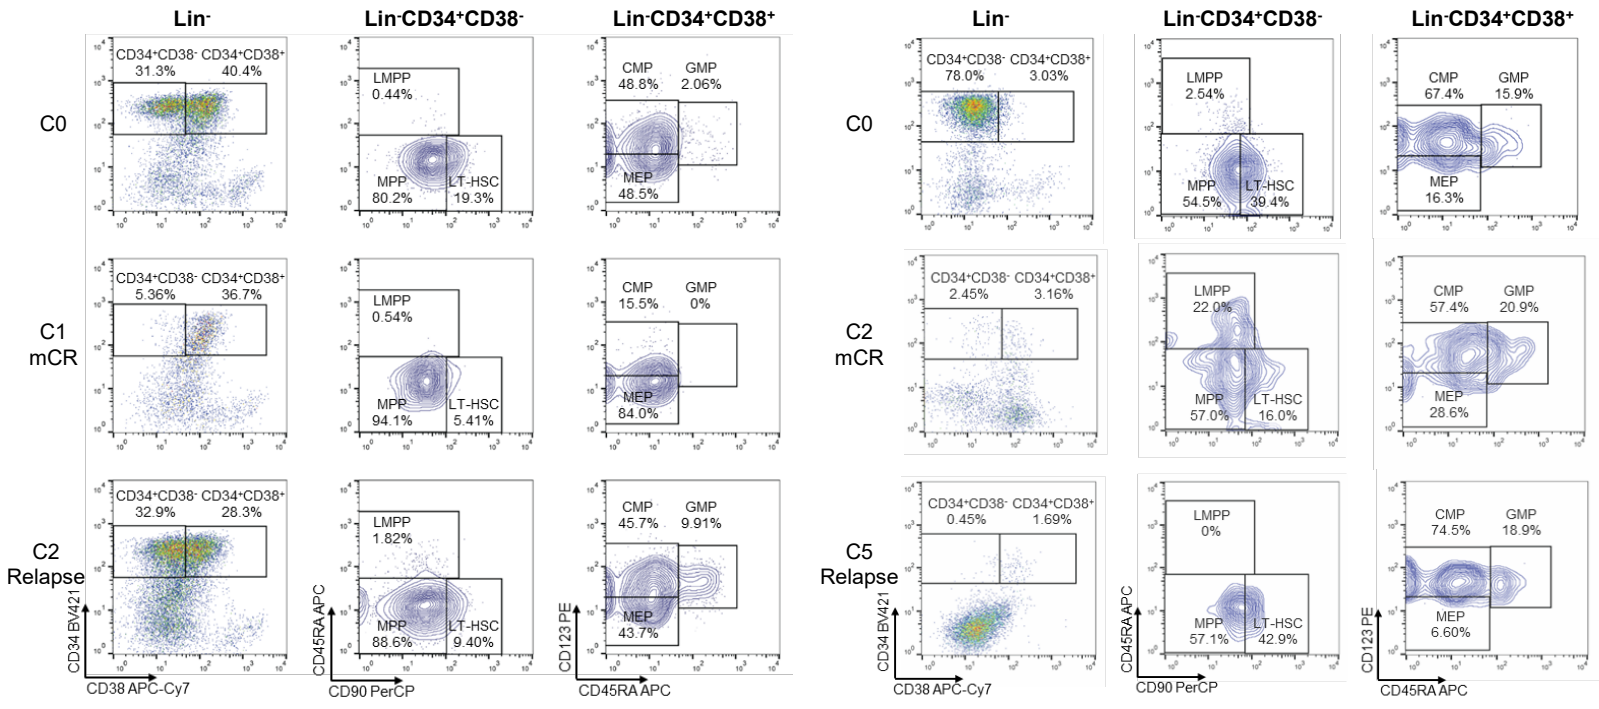 Lin⁻ Lin⁻CD34⁺CD38⁻ Lin⁻CD34⁺CD38⁺ Lin⁻ Lin⁻CD34⁺CD38⁻ Lin⁻CD34⁺CD38⁺
C0
CD34⁺CD38⁻ CD34⁺CD38⁺
31.3% 40.4%
LMPP
0.44%
MPP LT-HSC
80.2% 19.3%
CMP GMP
48.8% 2.06%
MEP
48.5%
C0
CD34⁺CD38⁻ CD34⁺CD38⁺
78.0% 3.03%
LMPP
2.54%
MPP LT-HSC
54.5% 39.4%
CMP GMP
67.4% 15.9%
MEP
16.3%
C1
mCR
CD34⁺CD38⁻ CD34⁺CD38⁺
5.36% 36.7%
LMPP
0.54%
MPP LT-HSC
94.1% 5.41%
CMP GMP
15.5% 0%
MEP
84.0%
C2
mCR
CD34⁺CD38⁻ CD34⁺CD38⁺
2.45% 3.16%
LMPP
22.0%
MPP LT-HSC
57.0% 16.0%
CMP GMP
57.4% 20.9%
MEP
28.6%
C2
Relapse
CD34⁺CD38⁻ CD34⁺CD38⁺
32.9% 28.3%
CD34 BV421
CD38 APC-Cy7
LMPP
1.82%
MPP LT-HSC
88.6% 9.40%
CD45RA APC
CD90 PerCP
CMP GMP
45.7% 9.91%
MEP
43.7%
CD123 PE
CD45RA APC
C5
Relapse
CD34⁺CD38⁻ CD34⁺CD38⁺
0.45% 1.69%
CD34 BV421
CD38 APC-Cy7
LMPP
0%
MPP LT-HSC
57.1% 42.9%
CD45RA APC
CD90 PerCP
CMP GMP
74.5% 18.9%
MEP
6.60%
CD123 PE
CD45RA APC